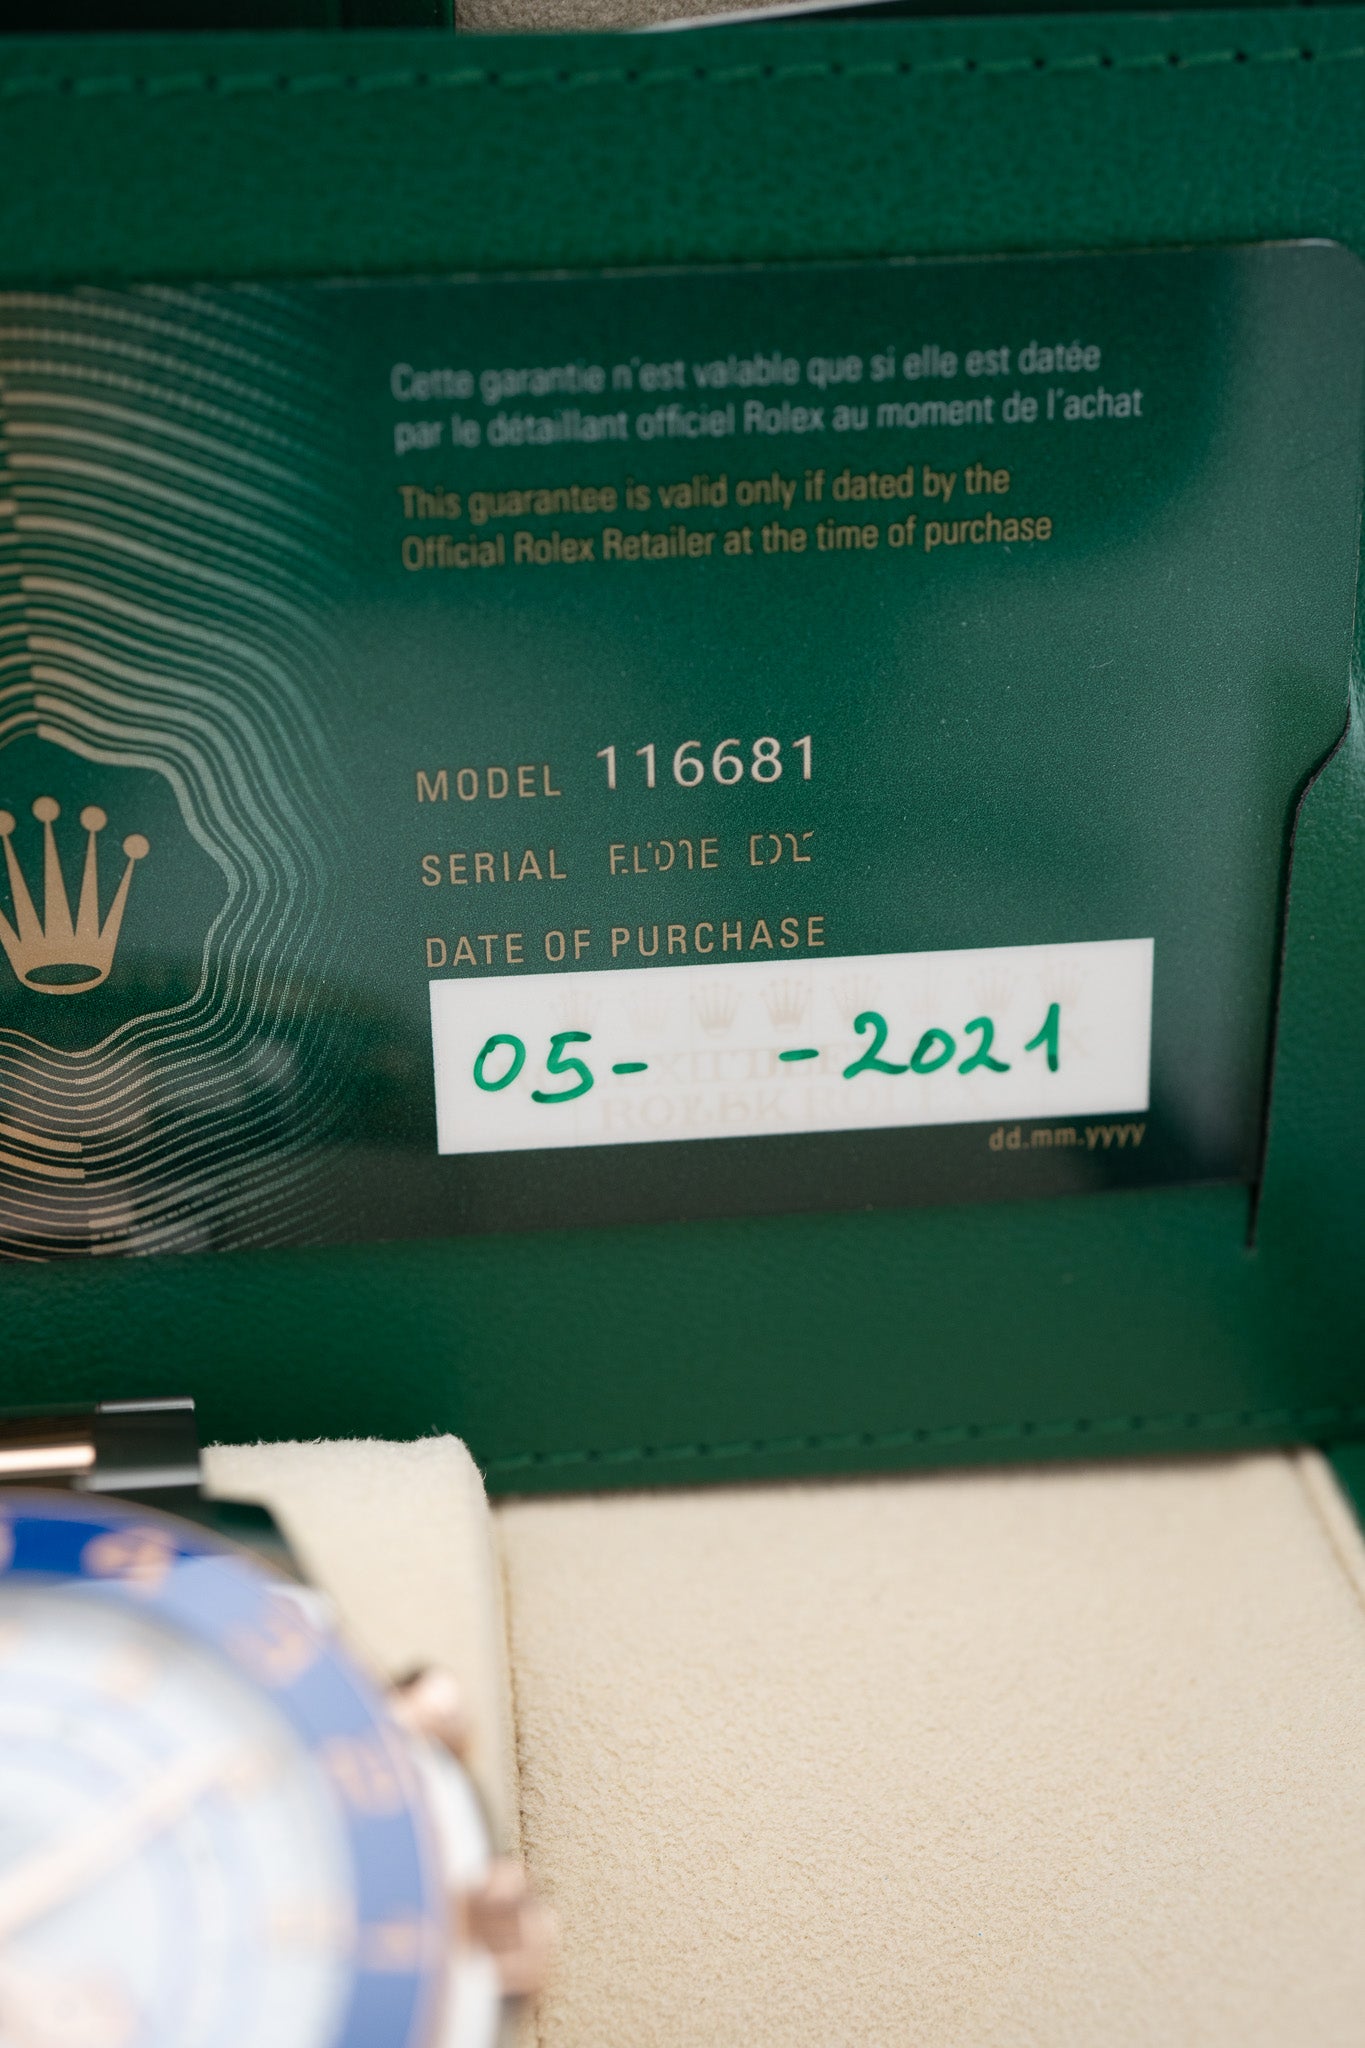 Cette garantie n'est valable que si elle est datée
par le détaillant officiel Rolex au moment de l'achat
This guarantee is valid only if dated by the
Official Rolex Retailer at the time of purchase
MODEL 116681
SERIAL
DATE OF PURCHASE
05- -2021
dd.mm.yyyy